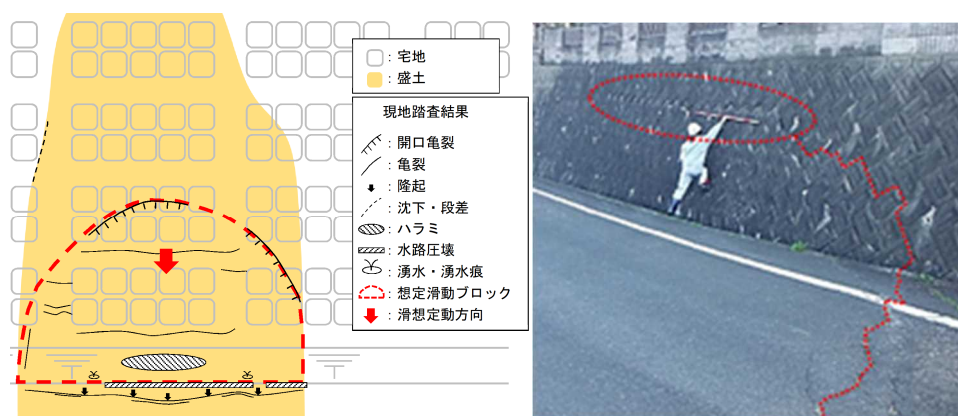 ：宅地
：盛土
現地踏査結果
：開口亀裂
：亀裂
：隆起
：沈下・段差
：ハラミ
：水路圧壊
：湧水・湧水痕
：想定滑動ブロック
：滑想定動方向